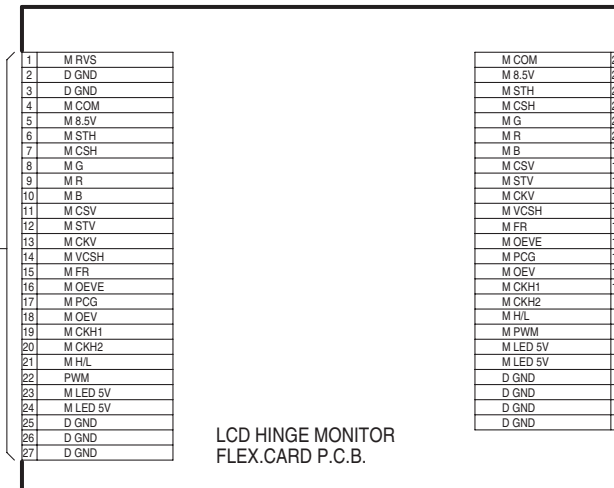 1 M RVS
2 D GND
3 D GND
4 M COM
5 M 8.5V
6 M STH
7 M CSH
8 M G
9 M R
10 M B
11 M CSV
12 M STV
13 M CKV
14 M VCSH
15 M FR
16 M OEVE
17 M PCG
18 M OEV
19 M CKH1
20 M CKH2
21 M H/L
22 PWM
23 M LED 5V
24 M LED 5V
25 D GND
26 D GND
27 D GND
LCD HINGE MONITOR
FLEX.CARD P.C.B.
M COM
M 8.5V
M STH
M CSH
M G
M R
M B
M CSV
M STV
M CKV
M VCSH
M FR
M OEVE
M PCG
M OEV
M CKH1
M CKH2
M H/L
M PWM
M LED 5V
M LED 5V
D GND
D GND
D GND
D GND